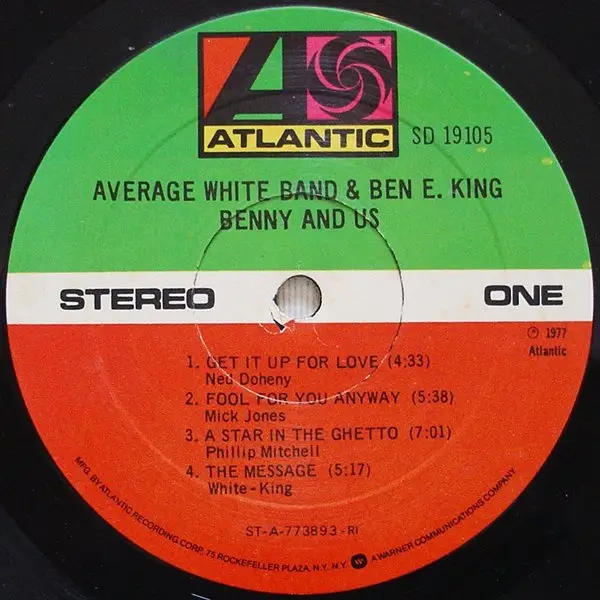 ATLANTIC
SD 19105
AVERAGE WHITE BAND & BEN E. KING
BENNY AND US
STEREO
ONE
Ⓟ 1977
Atlantic
1. GET IT UP FOR LOVE (4:33)
Ned Doheny
2. FOOL FOR YOU ANYWAY (5:38)
Mick Jones
3. A STAR IN THE GHETTO (7:01)
Phillip Mitchell
4. THE MESSAGE (5:17)
White-King
ST-A-773893-RI
MFG. BY ATLANTIC RECORDING CORP. 75 ROCKEFELLER PLAZA, N.Y. N.Y. A WARNER COMMUNICATIONS COMPANY